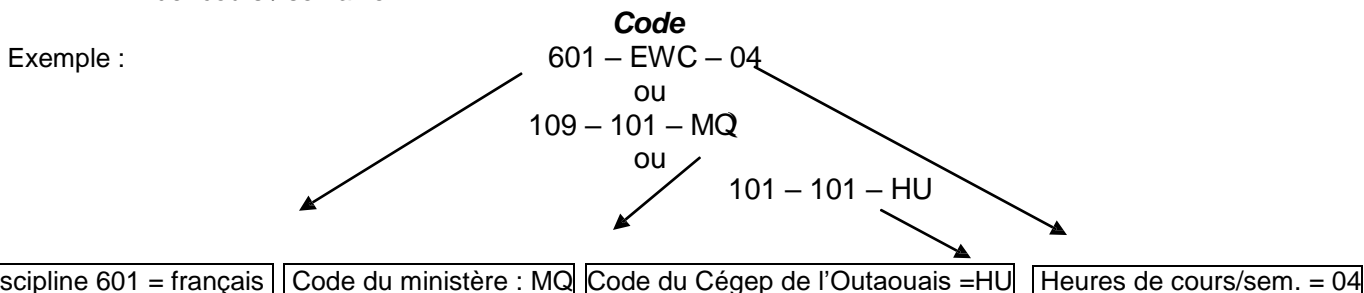 Code
Exemple :
601 – EWC – 04
ou
109 – 101 – MQ
ou
101 – 101 – HU
scipline 601 = français
Code du ministère : MQ
Code du Cégep de l'Outaouais =HU
Heures de cours/sem. = 04